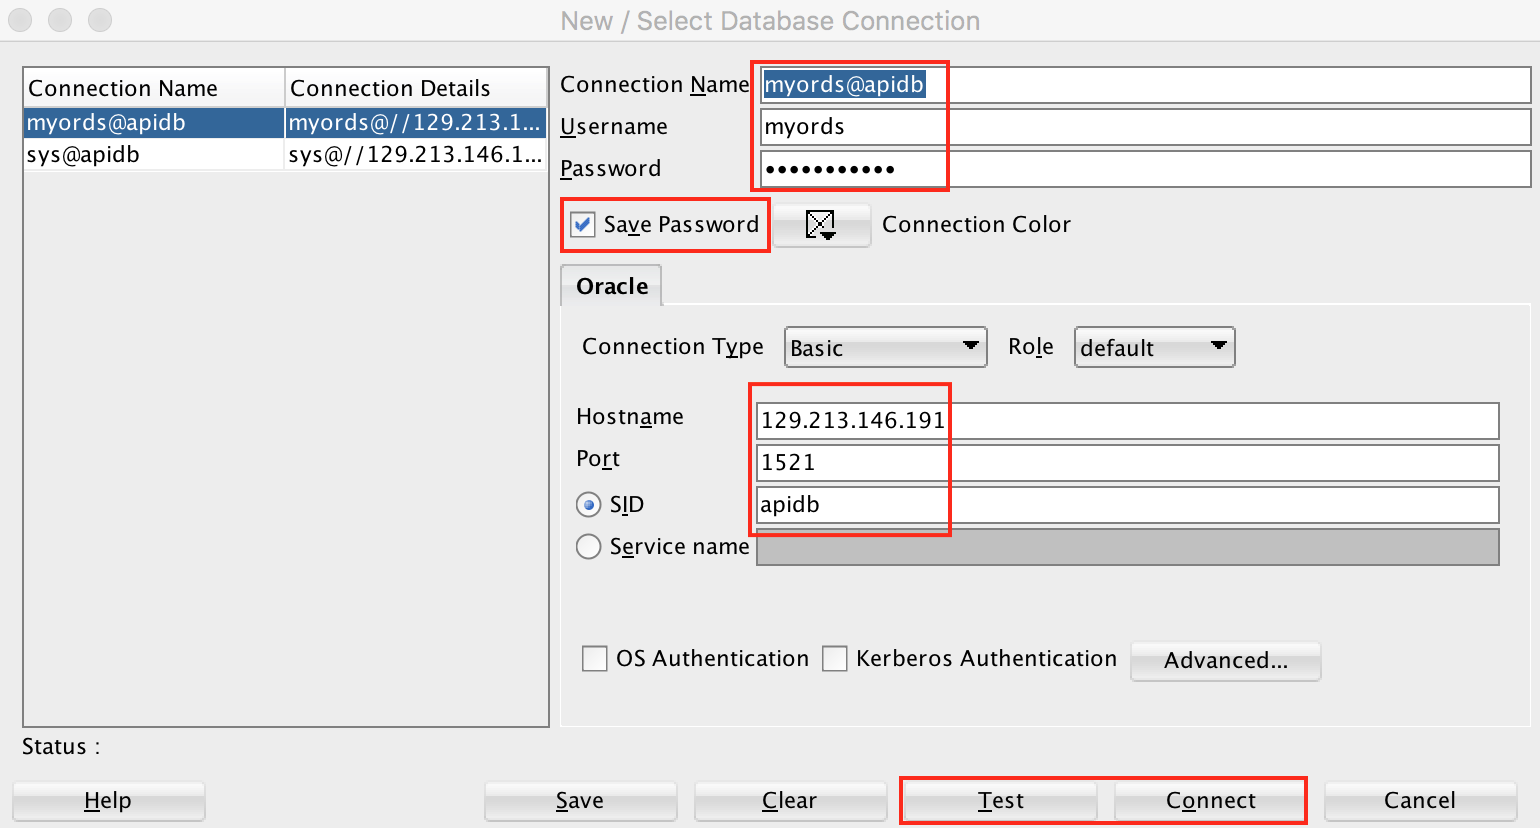 New / Select Database Connection
Connection Name Connection Details
myords@apidb myords@//129.213.1...
sys@apidb sys@//129.213.146.1...
Connection Name myords@apidb
Username myords
Password •••••••••••
Save Password Connection Color
Oracle
Connection Type Basic Role default
Hostname 129.213.146.191
Port 1521
SID apidb
Service name
OS Authentication Kerberos Authentication Advanced...
Status :
Help Save Clear Test Connect Cancel